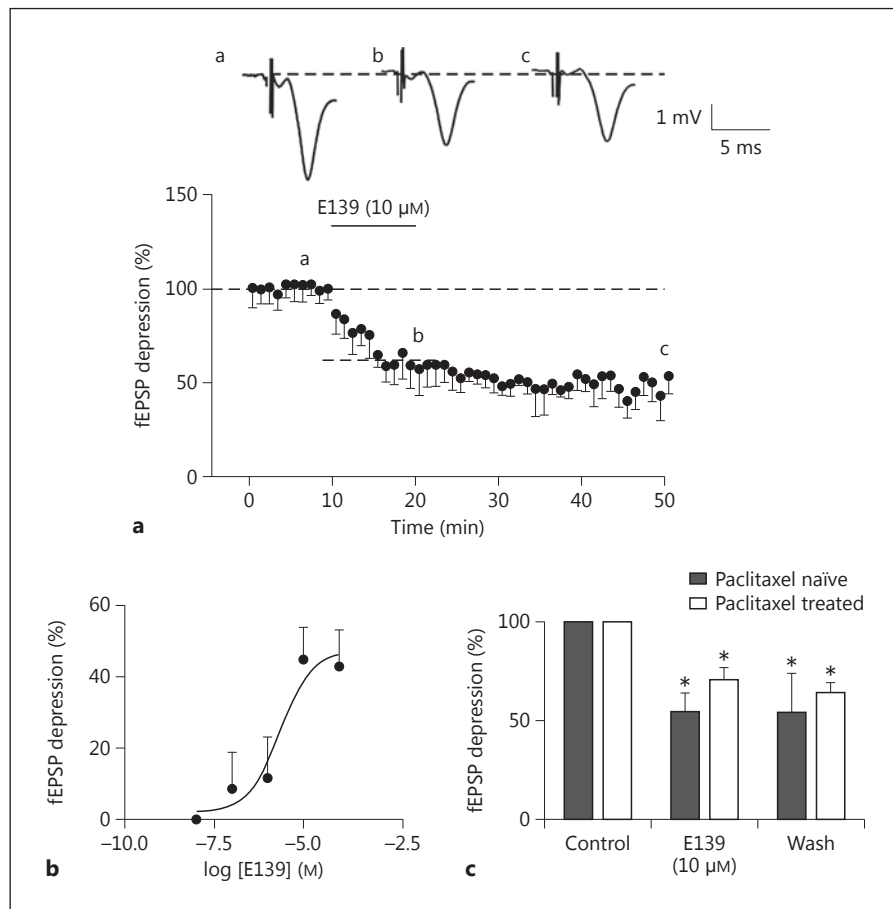 a
b
c
1 mV
5 ms
150
100
50
0
fEPSP depression (%)
E139 (10 µM)
a
b
c
0
10
20
30
40
50
Time (min)
a
60
40
20
0
fEPSP depression (%)
–10.0
–7.5
–5.0
–2.5
log [E139] (M)
b
Paclitaxel naïve
Paclitaxel treated
100
50
0
fEPSP depression (%)
*
*
*
*
Control
E139
(10 µM)
Wash
c